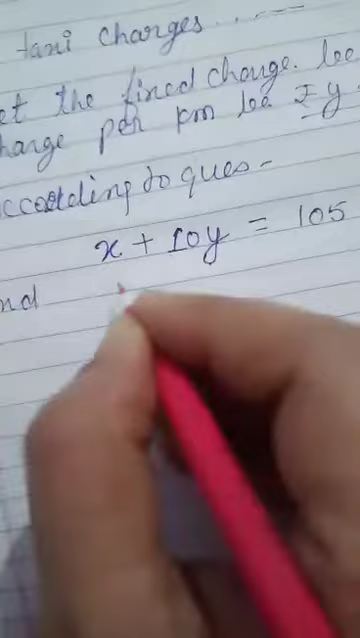 taxi charges......----
et the fixed charge be
harge per km be ₹y
ccording to ques-
x + 10y = 105
nd